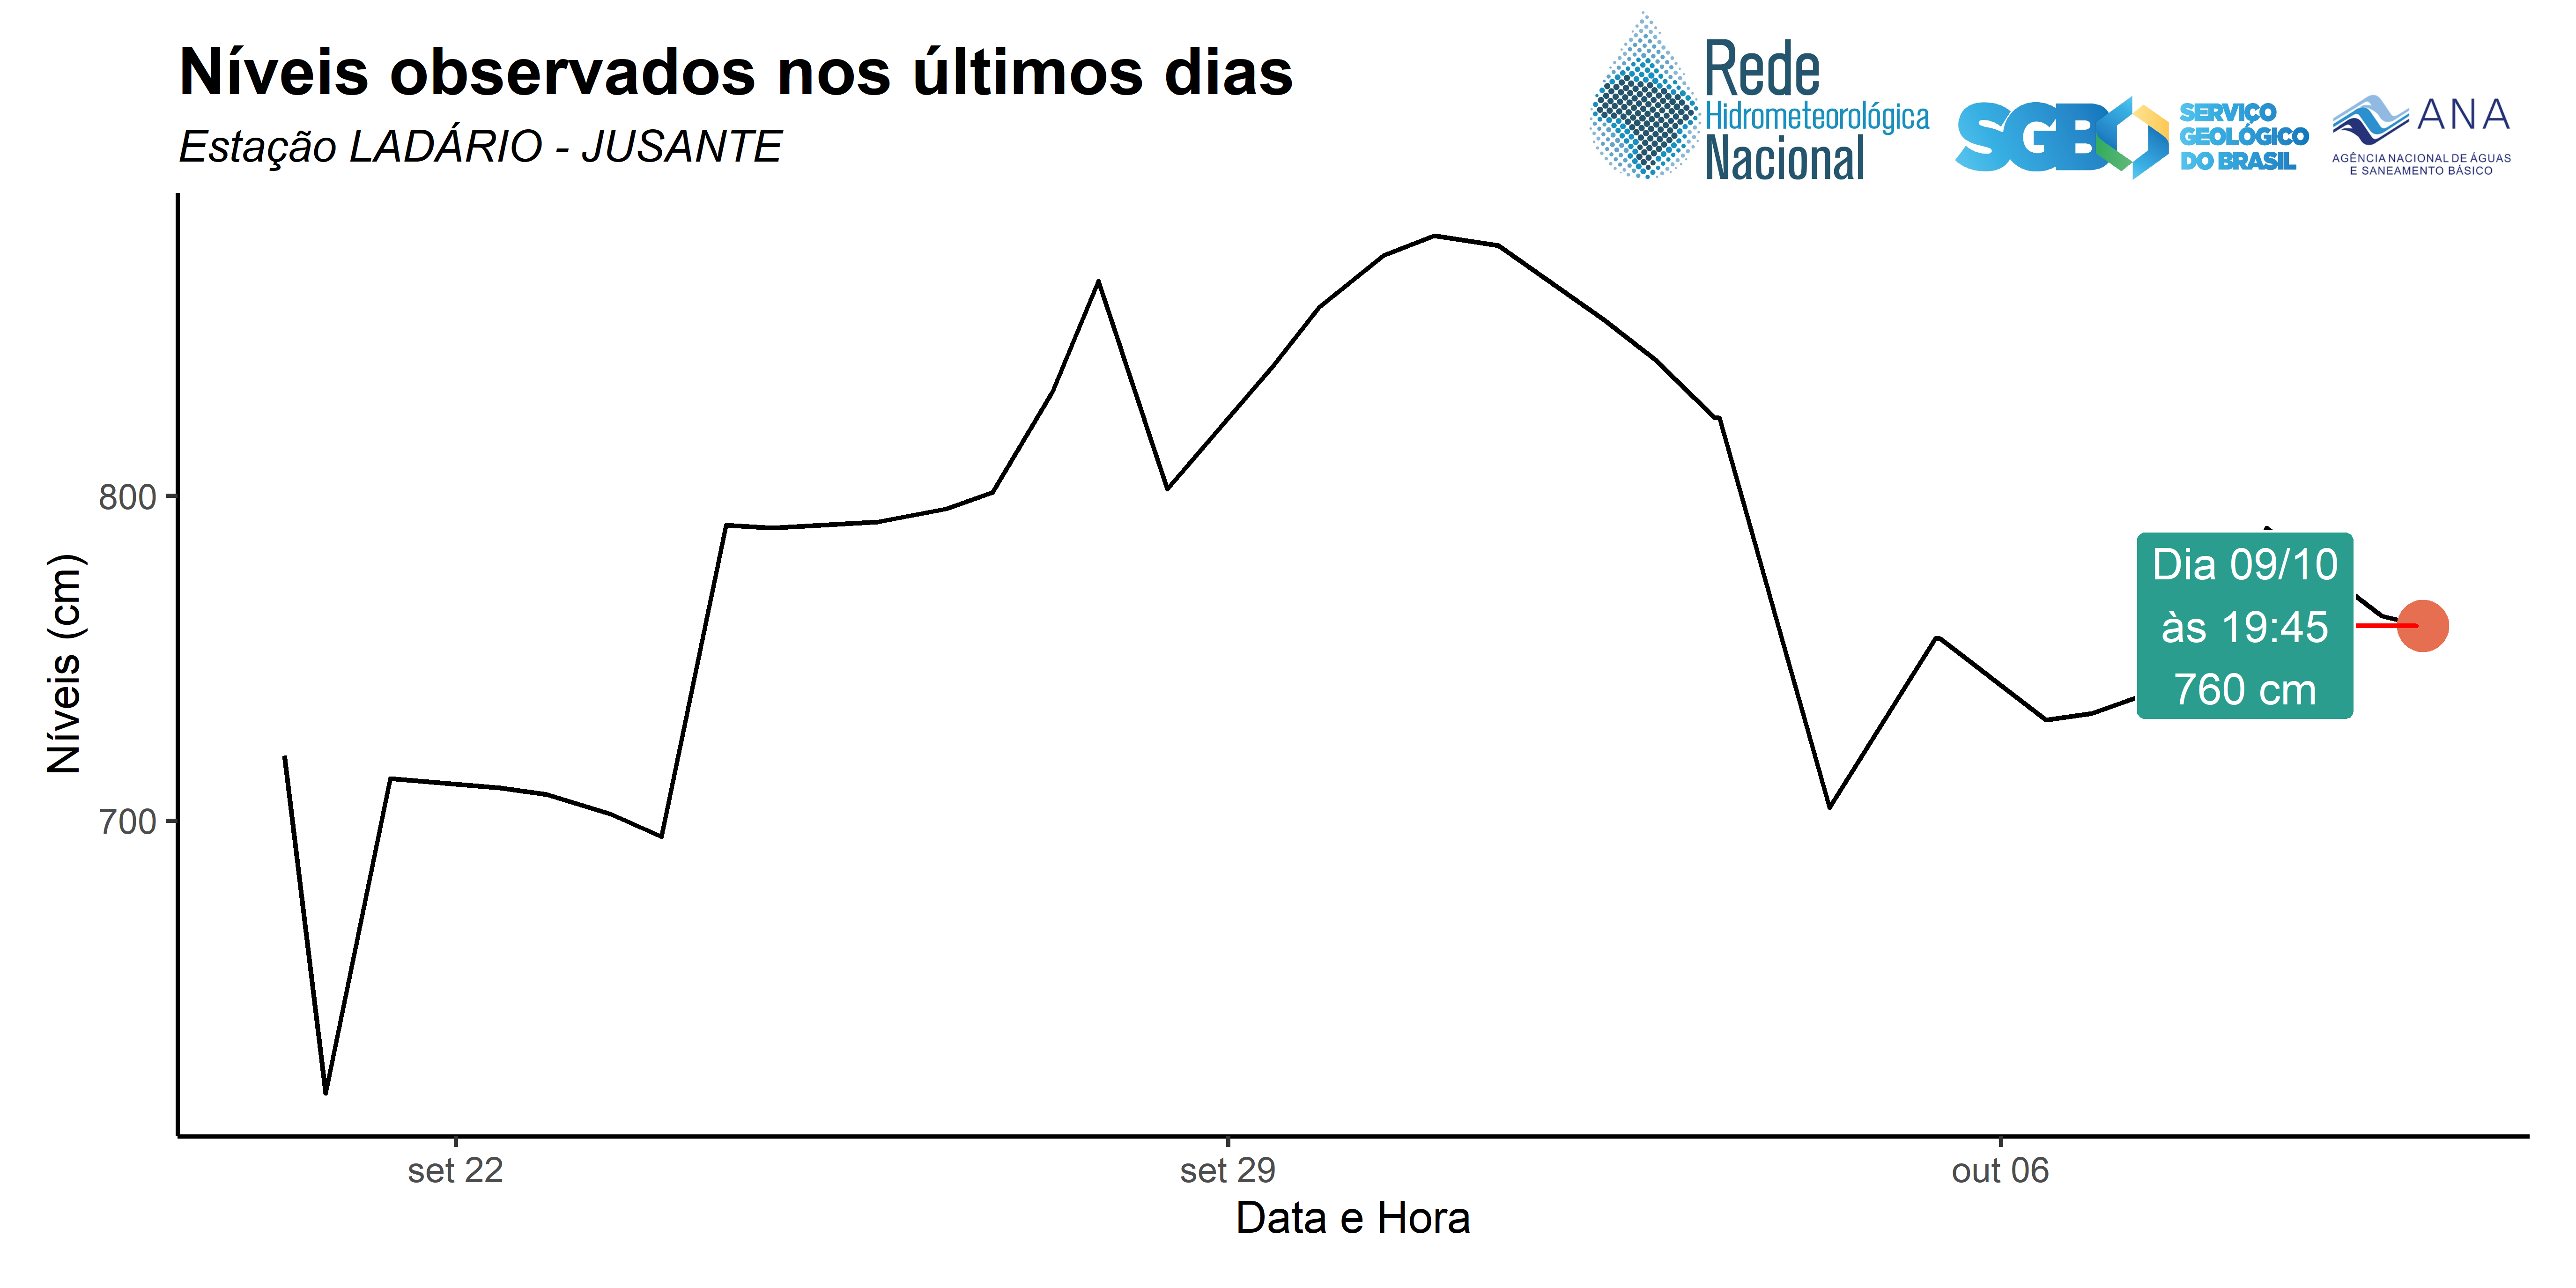 Níveis observados nos últimos dias
Estação LADÁRIO - JUSANTE
Rede
Hidrometeorológica
Nacional
SGB
SERVIÇO
GEOLÓGICO
DO BRASIL
ANA
AGÊNCIA NACIONAL DE ÁGUAS
E SANEAMENTO BÁSICO
Níveis (cm)
800
700
Dia 09/10
às 19:45
760 cm
set 22
set 29
out 06
Data e Hora